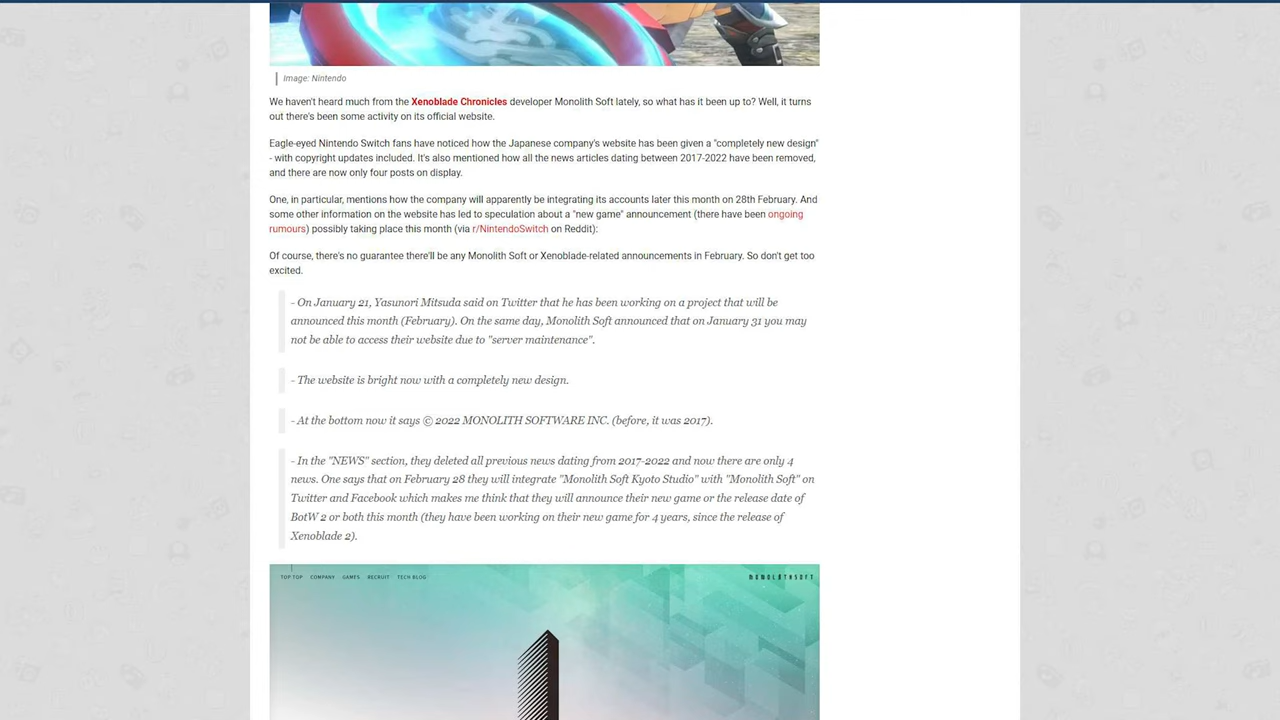 Image: Nintendo
We haven't heard much from the Xenoblade Chronicles developer Monolith Soft lately, so what has it been up to? Well, it turns
out there's been some activity on its official website.
Eagle-eyed Nintendo Switch fans have noticed how the Japanese company's website has been given a "completely new design"
- with copyright updates included. It's also mentioned how all the news articles dating between 2017-2022 have been removed,
and there are now only four posts on display.
One, in particular, mentions how the company will apparently be integrating its accounts later this month on 28th February. And
some other information on the website has led to speculation about a "new game" announcement (there have been ongoing
rumours) possibly taking place this month (via r/NintendoSwitch on Reddit):
Of course, there's no guarantee there'll be any Monolith Soft or Xenoblade-related announcements in February. So don't get too
excited.
- On January 21, Yasunori Mitsuda said on Twitter that he has been working on a project that will be
announced this month (February). On the same day, Monolith Soft announced that on January 31 you may
not be able to access their website due to "server maintenance".
- The website is bright now with a completely new design.
- At the bottom now it says © 2022 MONOLITH SOFTWARE INC. (before, it was 2017).
- In the "NEWS" section, they deleted all previous news dating from 2017-2022 and now there are only 4
news. One says that on February 28 they will integrate "Monolith Soft Kyoto Studio" with "Monolith Soft" on
Twitter and Facebook which makes me think that they will announce their new game or the release date of
BotW 2 or both this month (they have been working on their new game for 4 years, since the release of
Xenoblade 2).
TOP TOP COMPANY GAMES RECRUIT TECH BLOG MONOLITHSOFT